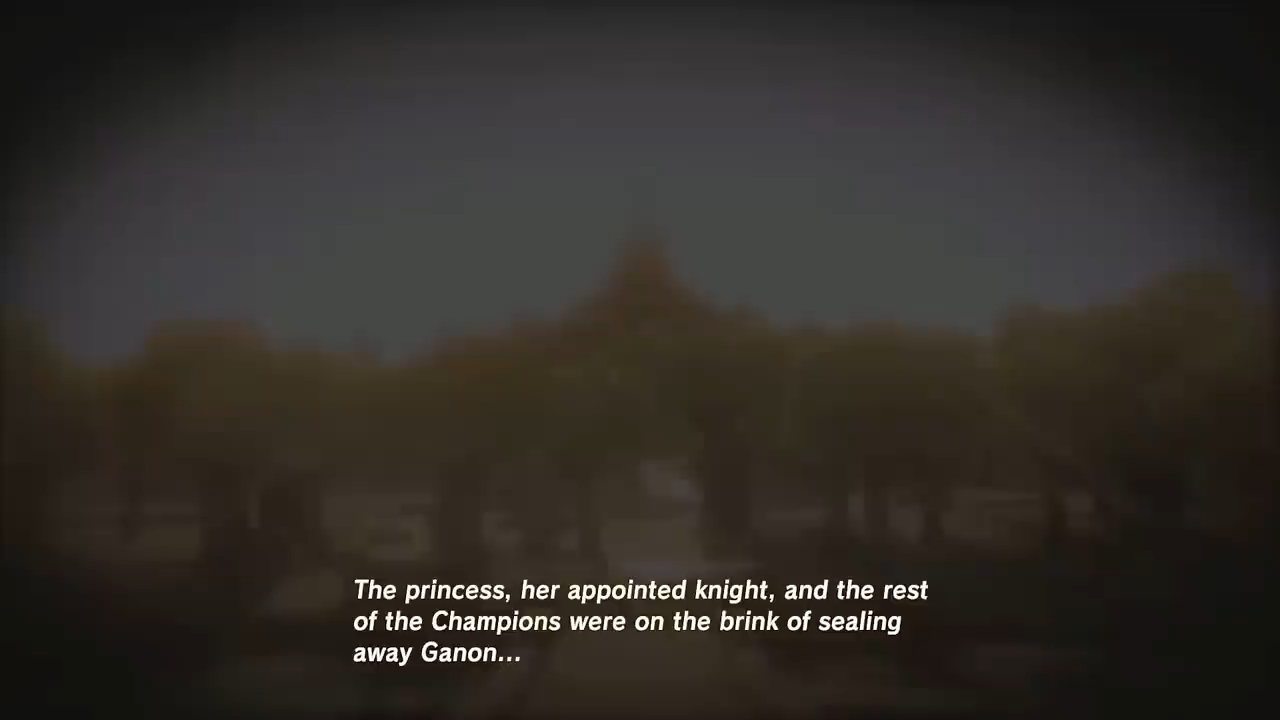 The princess, her appointed knight, and the rest
of the Champions were on the brink of sealing
away Ganon...